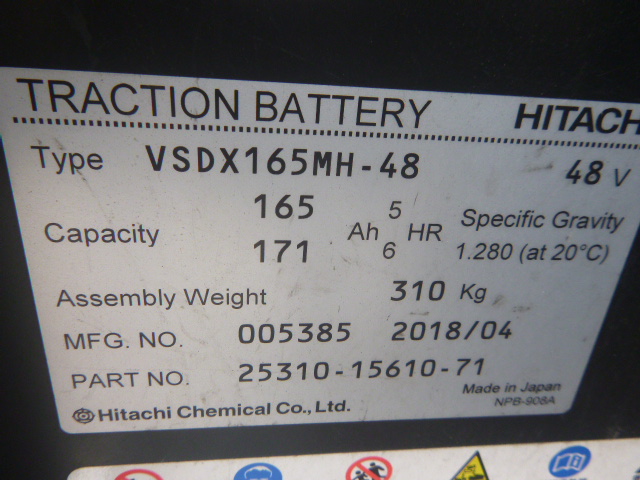 TRACTION BATTERY HITACH
Type VSDX165MH-48 48 V
Capacity 165 Ah 5 HR Specific Gravity
171 6 1.280 (at 20°C)
Assembly Weight 310 Kg
MFG. NO. 005385 2018/04
PART NO. 25310-15610-71
Made in Japan
Hitachi Chemical Co., Ltd. NPB-908A